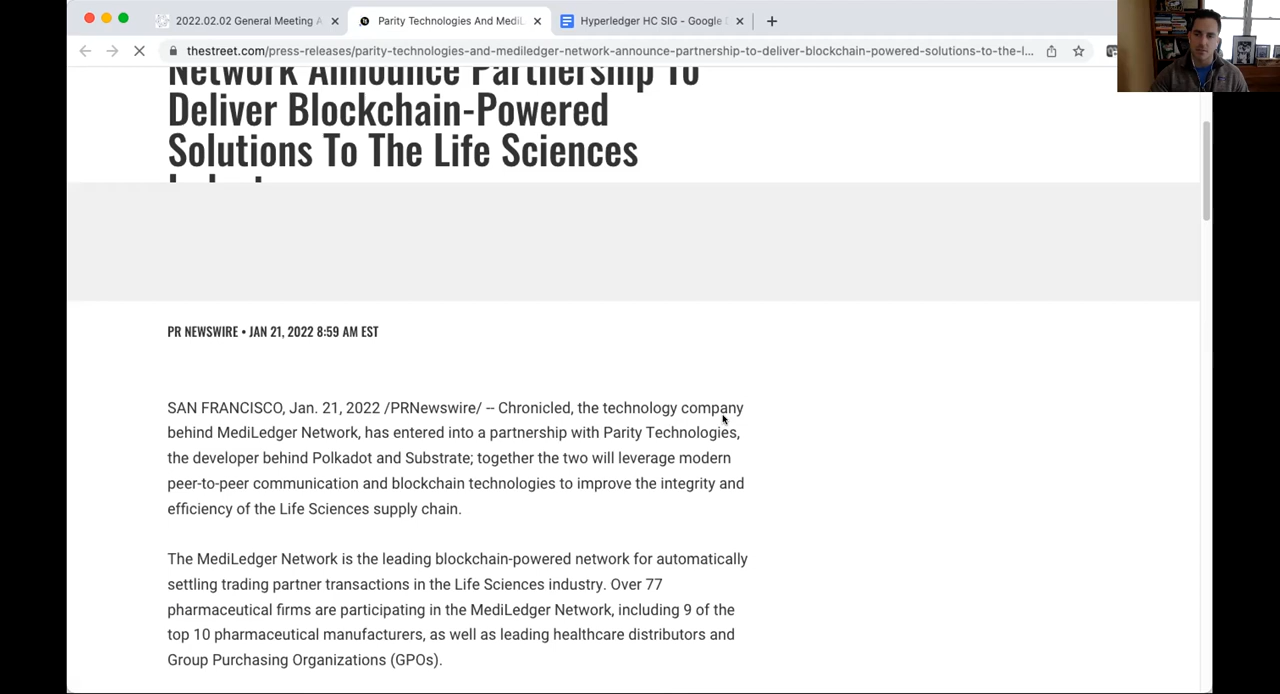 2022.02.02 General Meeting A
Parity Technologies And MediL
Hyperledger HC SIG - Google
thestreet.com/press-releases/parity-technologies-and-mediledger-network-announce-partnership-to-deliver-blockchain-powered-solutions-to-the-l...
Network Announce Partnership To
Deliver Blockchain-Powered
Solutions To The Life Sciences
PR NEWSWIRE • JAN 21, 2022 8:59 AM EST
SAN FRANCISCO, Jan. 21, 2022 /PRNewswire/ -- Chronicled, the technology company
behind MediLedger Network, has entered into a partnership with Parity Technologies,
the developer behind Polkadot and Substrate; together the two will leverage modern
peer-to-peer communication and blockchain technologies to improve the integrity and
efficiency of the Life Sciences supply chain.
The MediLedger Network is the leading blockchain-powered network for automatically
settling trading partner transactions in the Life Sciences industry. Over 77
pharmaceutical firms are participating in the MediLedger Network, including 9 of the
top 10 pharmaceutical manufacturers, as well as leading healthcare distributors and
Group Purchasing Organizations (GPOs).